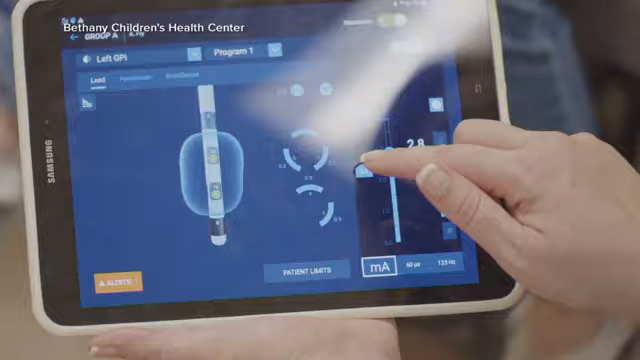 Bethany Children's Health Center
GROUP A
Left GPi
Program 1
Lead
SAMSUNG
2.8
ALERTS!
PATIENT LIMITS
mA
60 µs
125 Hz